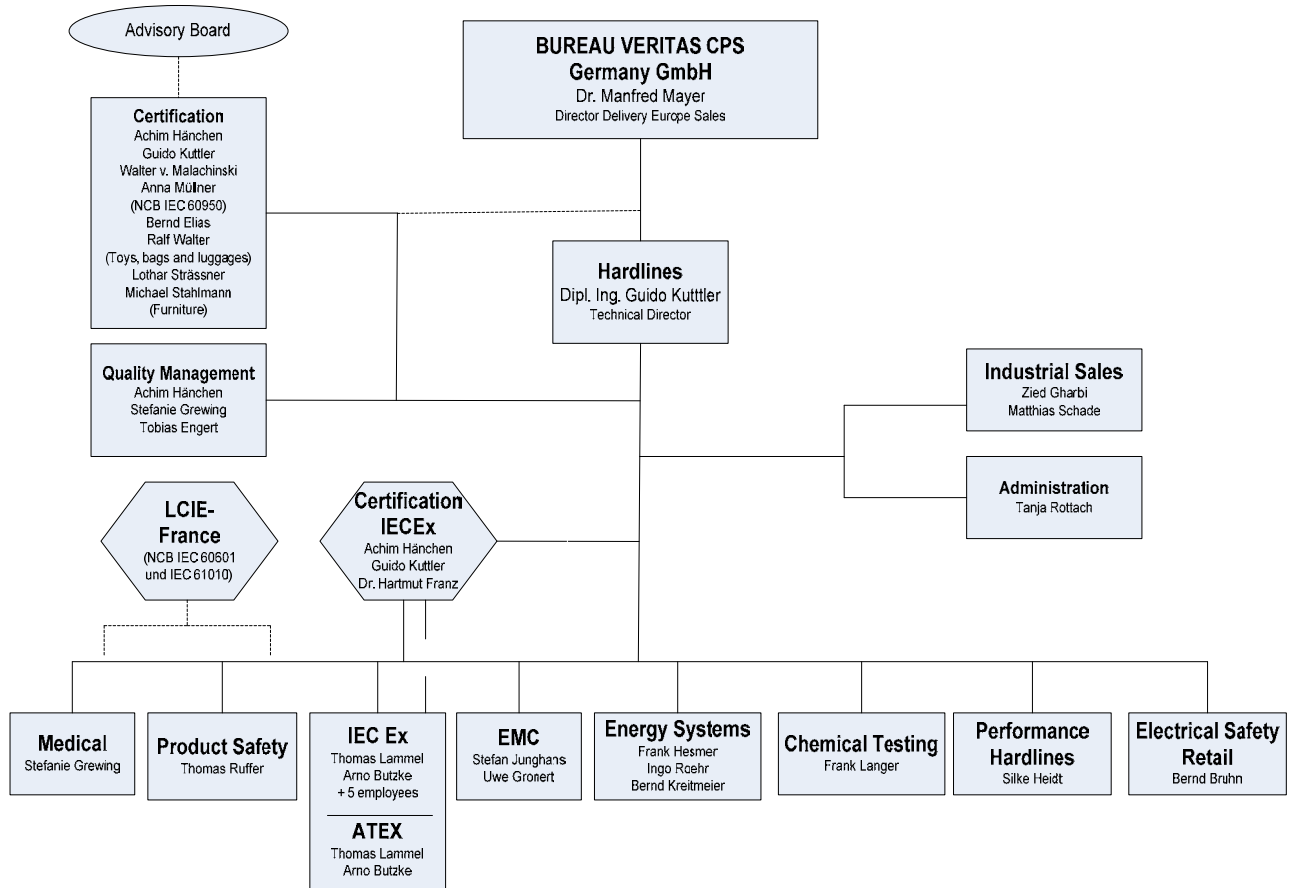 Advisory Board
BUREAU VERITAS CPS
Germany GmbH
Dr. Manfred Mayer
Director Delivery Europe Sales
Certification
Achim Hänchen
Guido Kuttler
Walter v. Malachinski
Anna Müllner
(NCB IEC 60950)
Bernd Elias
Ralf Walter
(Toys, bags and luggages)
Lothar Strässner
Michael Stahlmann
(Furniture)
Hardlines
Dipl. Ing. Guido Kutttler
Technical Director
Quality Management
Achim Hänchen
Stefanie Grewing
Tobias Engert
Industrial Sales
Zied Gharbi
Matthias Schade
Administration
Tanja Rottach
LCIE-
France
(NCB IEC 60601
und IEC 61010)
Certification
IECEx
Achim Hänchen
Guido Kuttler
Dr. Hartmut Franz
Medical
Stefanie Grewing
Product Safety
Thomas Ruffer
IEC Ex
Thomas Lammel
Arno Butzke
+ 5 employees
ATEX
Thomas Lammel
Arno Butzke
EMC
Stefan Junghans
Uwe Gronert
Energy Systems
Frank Hesmer
Ingo Roehr
Bernd Kreitmeier
Chemical Testing
Frank Langer
Performance
Hardlines
Silke Heidt
Electrical Safety
Retail
Bernd Bruhn